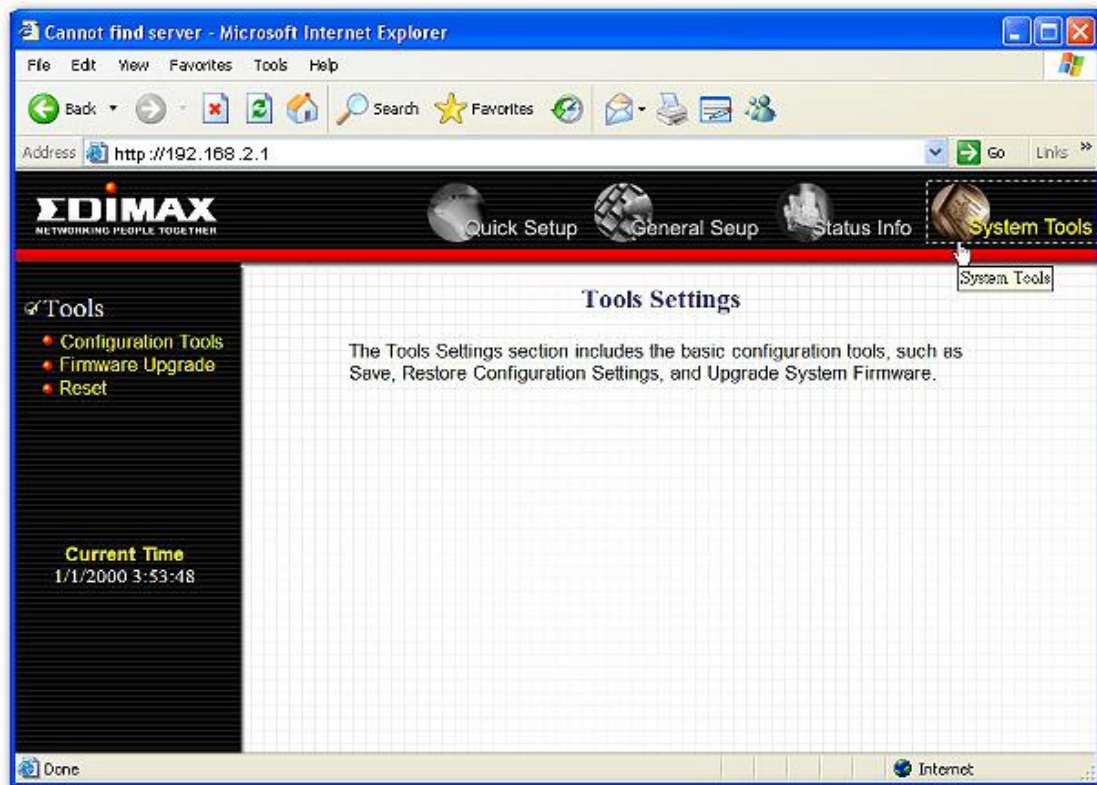 Cannot find server - Microsoft Internet Explorer
File Edit View Favorites Tools Help
Back Search Favorites
Address http://192.168.2.1 Go Links »
EDIMAX
NETWORKING PEOPLE TOGETHER
Quick Setup General Seup Status Info System Tools
System Tools
Tools
Configuration Tools
Firmware Upgrade
Reset
Current Time
1/1/2000 3:53:48
Tools Settings
The Tools Settings section includes the basic configuration tools, such as
Save, Restore Configuration Settings, and Upgrade System Firmware.
Done Internet